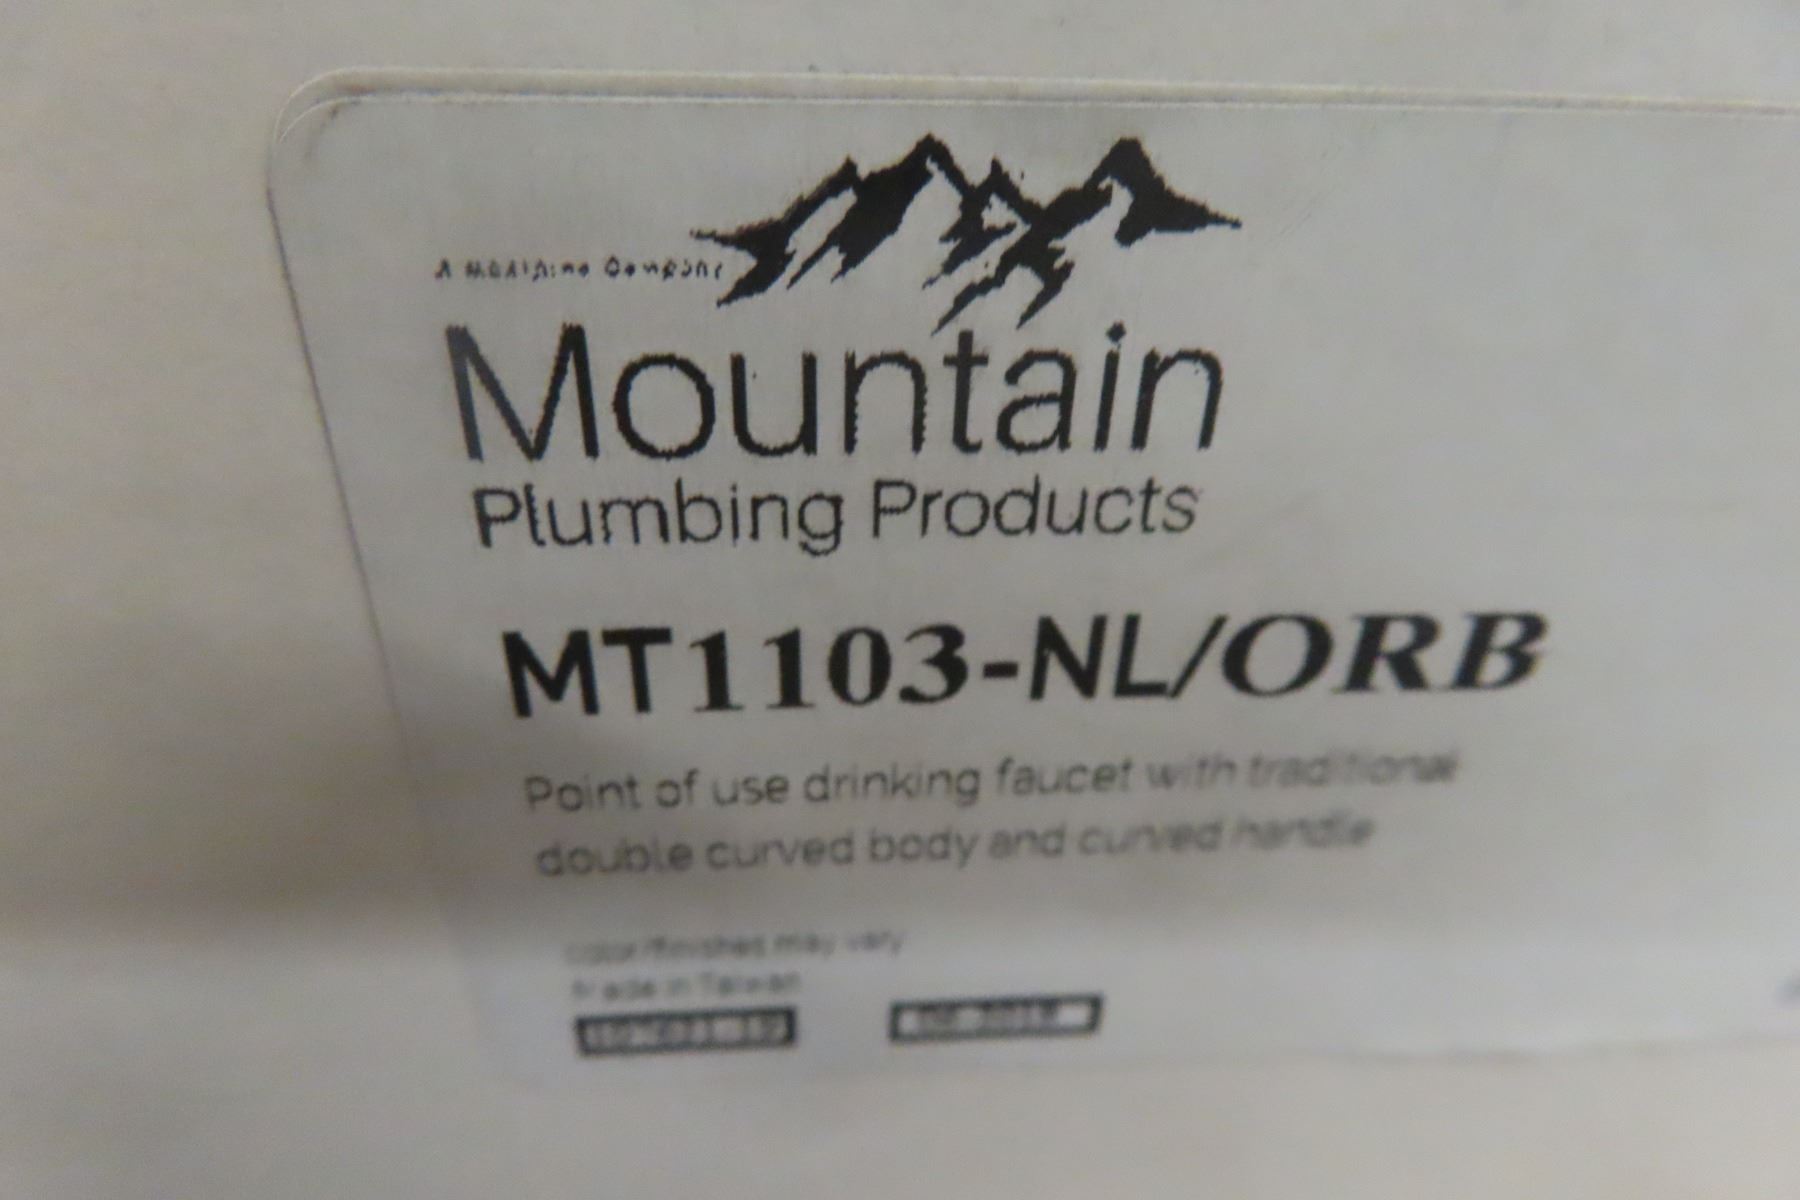 A Company
Mountain
Plumbing Products
MT1103-NL/ORB
Point of use drinking faucet with traditional
double curved body and curved handle
color/finishes may vary
Made in Taiwan